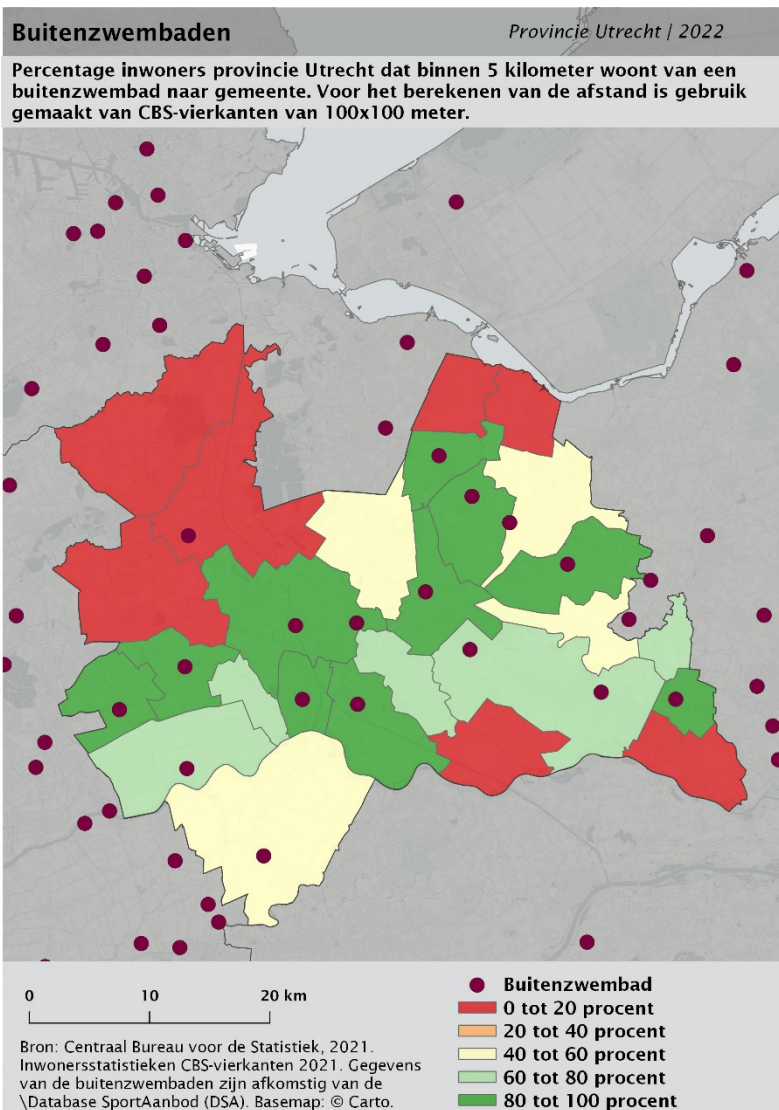 Buitenzwembaden
Provincie Utrecht / 2022
Percentage inwoners provincie Utrecht dat binnen 5 kilometer woont van een
buitenzwembad naar gemeente. Voor het berekenen van de afstand is gebruik
gemaakt van CBS-vierkanten van 100x100 meter.
0 10 20 km
Bron: Centraal Bureau voor de Statistiek, 2021.
Inwonersstatistieken CBS-vierkanten 2021. Gegevens
van de buitenzwembaden zijn afkomstig van de
\Database SportAanbod (DSA). Basemap: © Carto.
Buitenzwembad
0 tot 20 procent
20 tot 40 procent
40 tot 60 procent
60 tot 80 procent
80 tot 100 procent